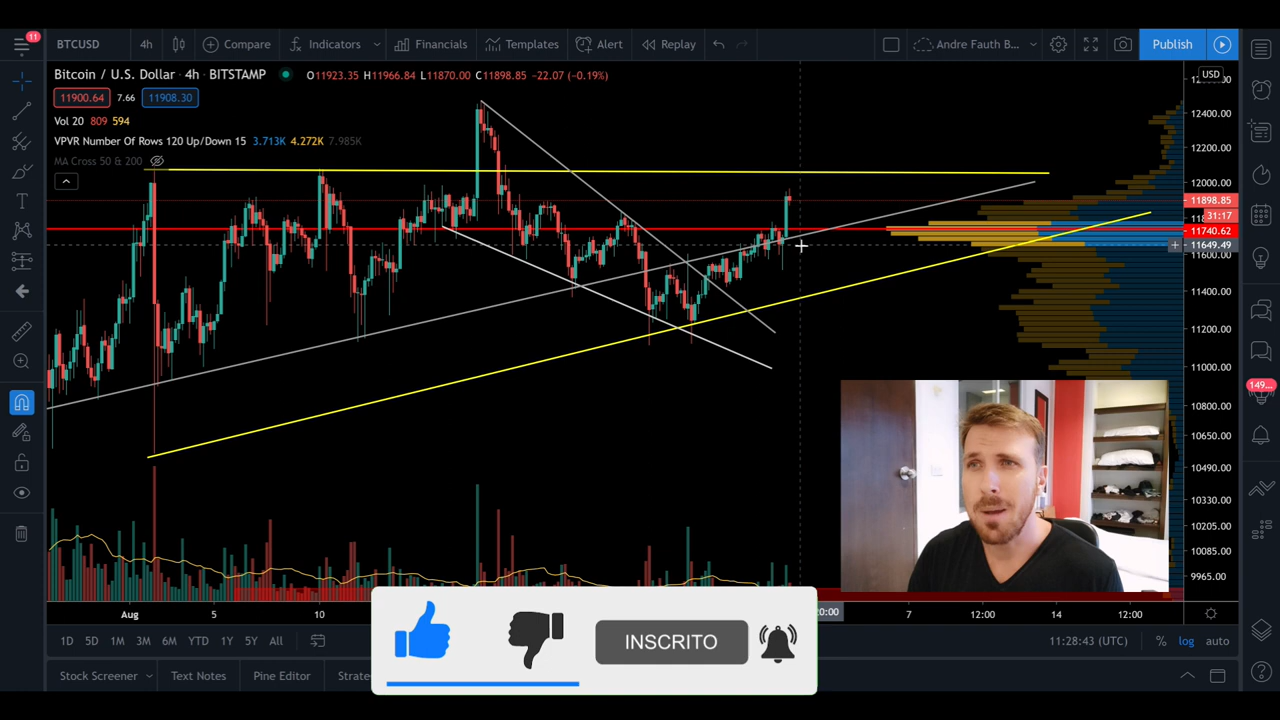 11
BTCUSD
4h
Compare
Indicators
Financials
Templates
Alert
Replay
Andre Fauth B...
Publish
Bitcoin / U.S. Dollar · 4h · BITSTAMP
O11923.35 H11966.84 L11870.00 C11898.85 −22.07 (−0.19%)
11900.64 7.66 11908.30
Vol 20 809 594
VPVR Number Of Rows 120 Up/Down 15 3.713K 4.272K 7.985K
MA Cross 50 & 200
USD
12400.00
12200.00
12000.00
11898.85
31:17
11740.62
11649.49
11600.00
11400.00
11200.00
11000.00
10800.00
10650.00
10490.00
10330.00
10205.00
10085.00
9965.00
149...
Aug 5 10 20:00 7 12:00 14 12:00
1D 5D 1M 3M 6M YTD 1Y 5Y All
11:28:43 (UTC) % log auto
Stock Screener
Text Notes
Pine Editor
INSCRITO